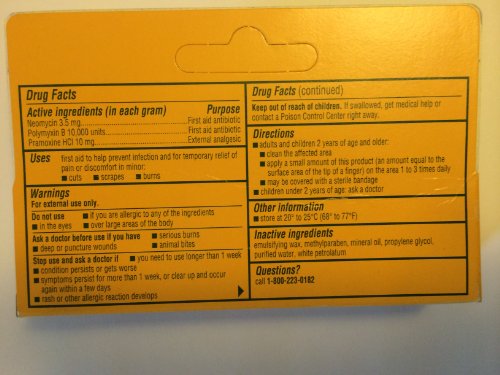 Drug Facts
Active ingredients (in each gram) Purpose
Neomycin 3.5 mg..........First aid antibiotic
Polymyxin B 10,000 units..........First aid antibiotic
Pramoxine HCl 10 mg..........External analgesic
Uses first aid to help prevent infection and for temporary relief of
pain or discomfort in minor:
■ cuts ■ scrapes ■ burns
Warnings
For external use only.
Do not use ■ if you are allergic to any of the ingredients
■ in the eyes ■ over large areas of the body
Ask a doctor before use if you have ■ serious burns
■ deep or puncture wounds ■ animal bites
Stop use and ask a doctor if ■ you need to use longer than 1 week
■ condition persists or gets worse
■ symptoms persist for more than 1 week, or clear up and occur
again within a few days
■ rash or other allergic reaction develops
Drug Facts (continued)
Keep out of reach of children. If swallowed, get medical help or
contact a Poison Control Center right away.
Directions
■ adults and children 2 years of age and older:
■ clean the affected area
■ apply a small amount of this product (an amount equal to the
surface area of the tip of a finger) on the area 1 to 3 times daily
■ may be covered with a sterile bandage
■ children under 2 years of age: ask a doctor
Other information
■ store at 20° to 25°C (68° to 77°F)
Inactive ingredients
emulsifying wax, methylparaben, mineral oil, propylene glycol,
purified water, white petrolatum
Questions?
call 1-800-223-0182